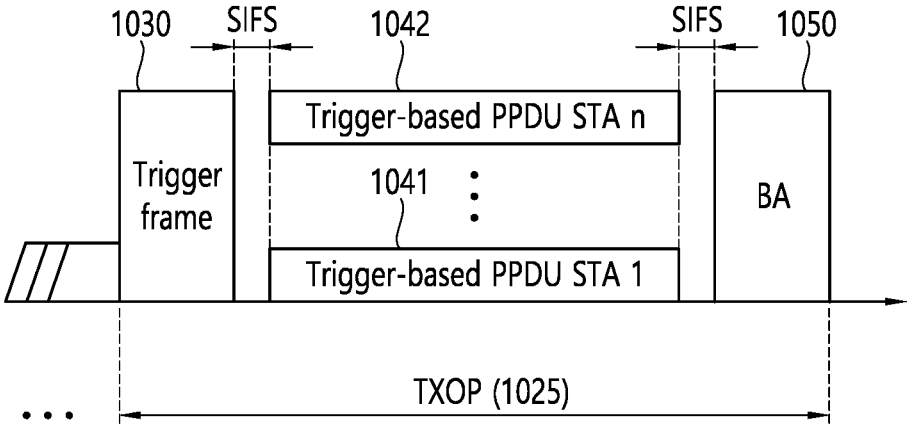 SIFS
SIFS
1030
1042
1050
Trigger-based PPDU STA n
Trigger
frame
1041
BA
Trigger-based PPDU STA 1
TXOP (1025)